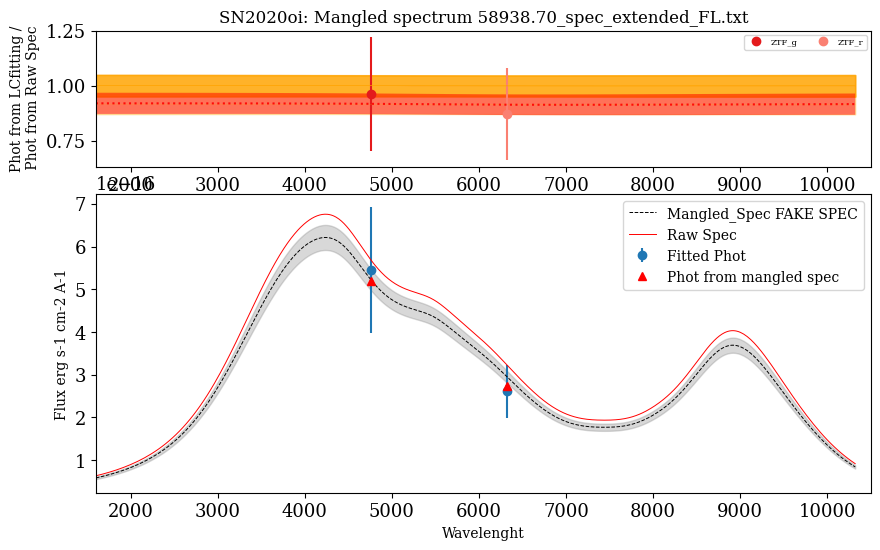 SN2020oi: Mangled spectrum 58938.70_spec_extended_FL.txt
Phot from LCfitting /
Phot from Raw Spec
1.25
1.00
0.75
ZTF_g
ZTF_r
2000 3000 4000 5000 6000 7000 8000 9000 10000
1e−16
Flux erg s-1 cm-2 A-1
7
6
5
4
3
2
1
Mangled_Spec FAKE SPEC
Raw Spec
Fitted Phot
Phot from mangled spec
2000 3000 4000 5000 6000 7000 8000 9000 10000
Wavelenght